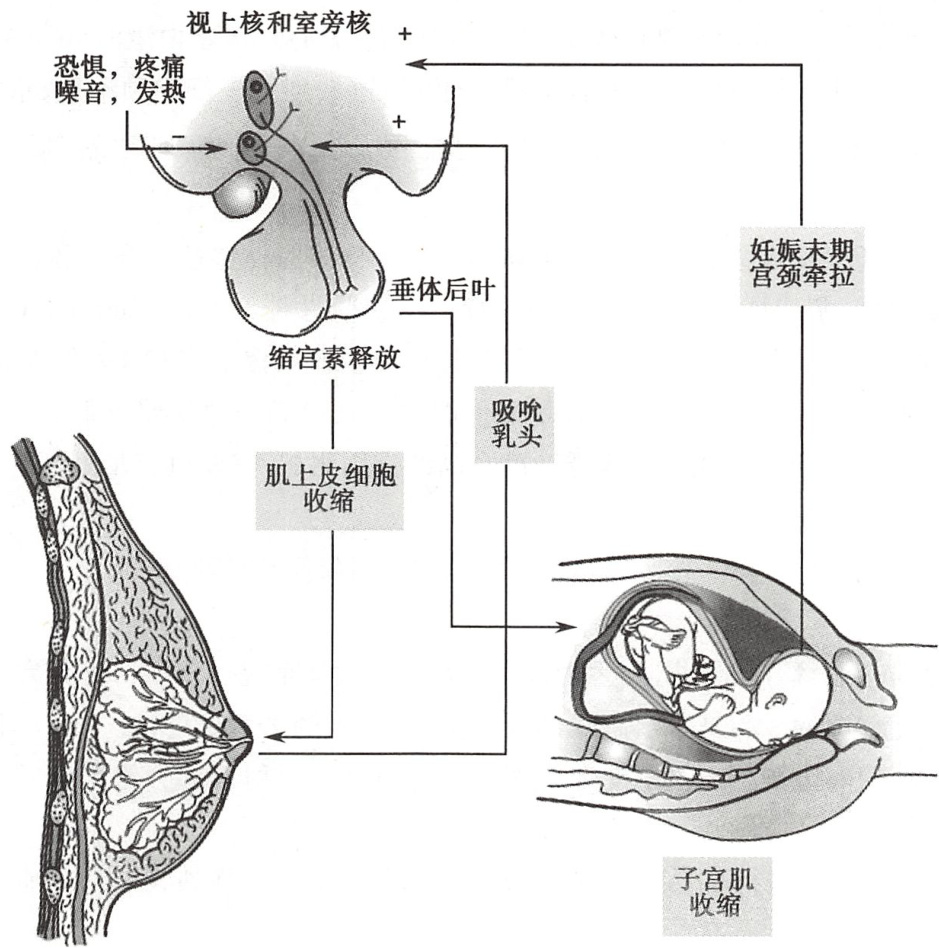 视上核和室旁核
+
恐惧，疼痛
噪音，发热
−
+
垂体后叶
缩宫素释放
妊娠末期
宫颈牵拉
吸吮
乳头
肌上皮细胞
收缩
子宫肌
收缩